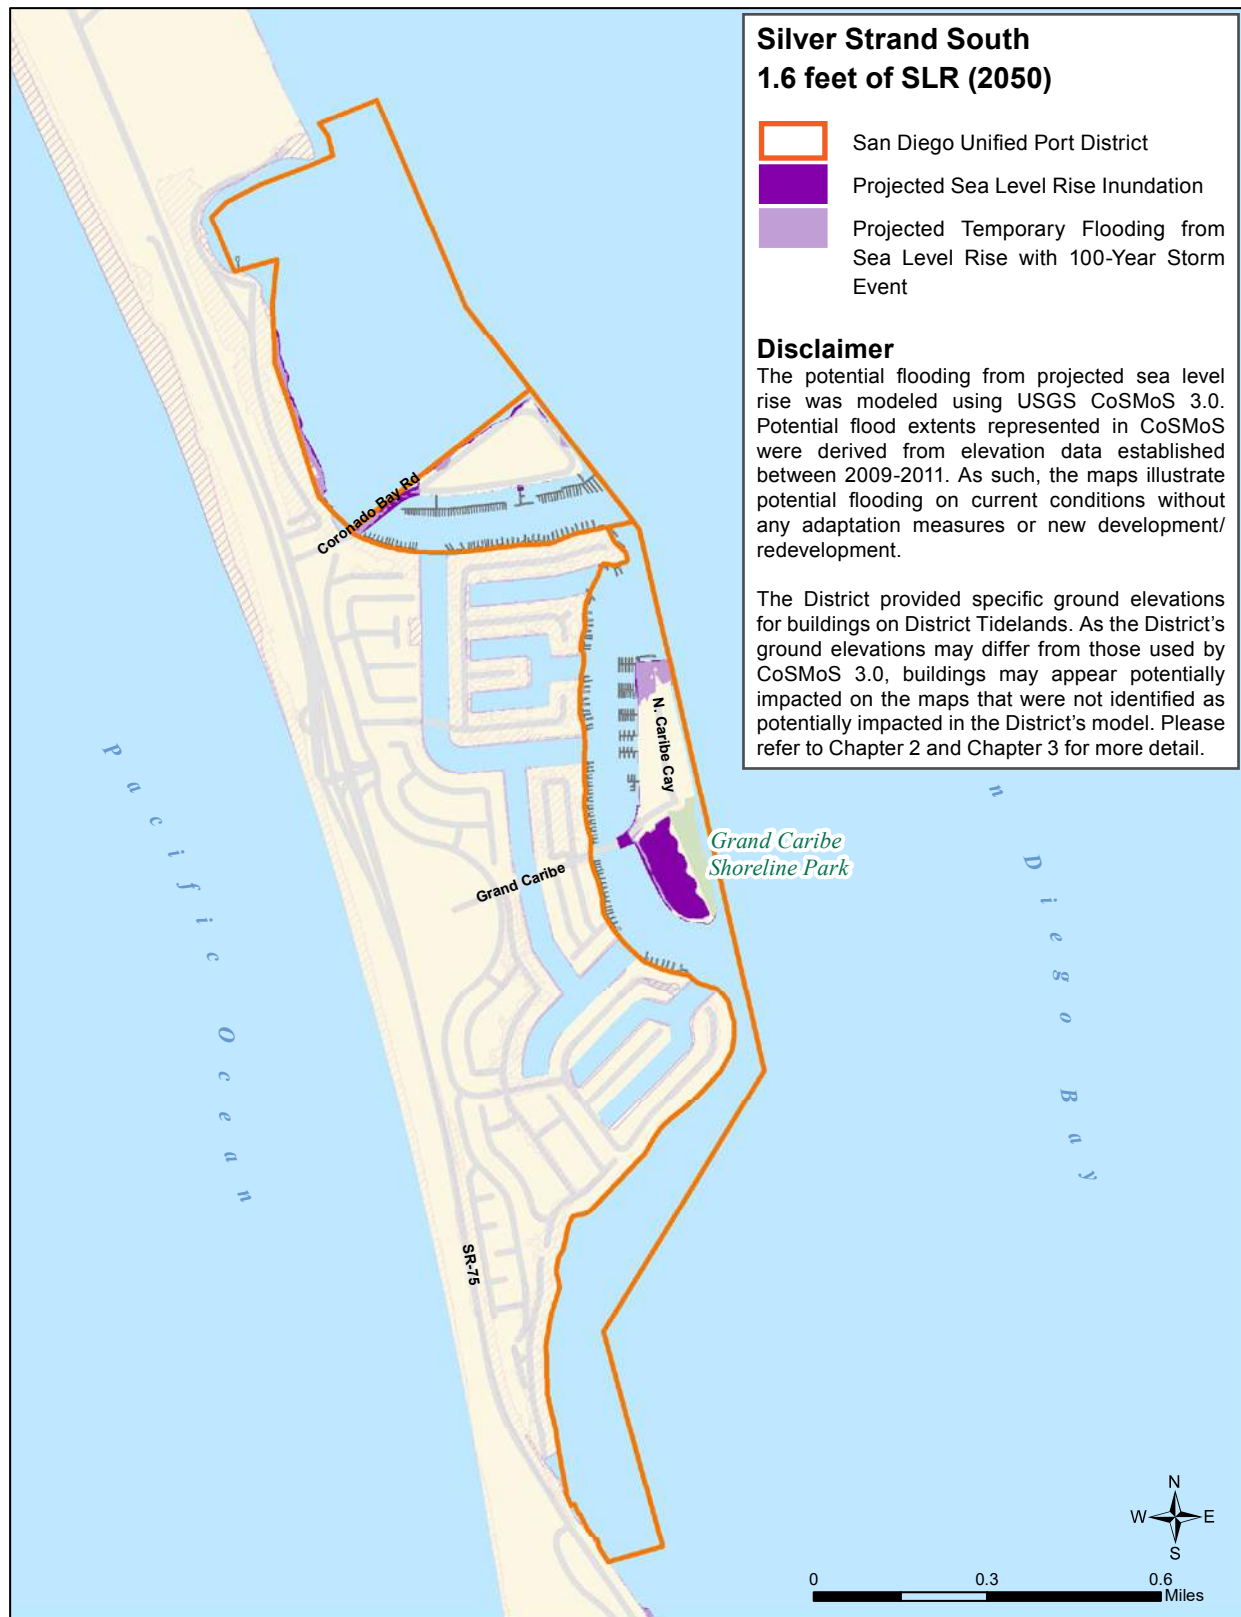 Silver Strand South
1.6 feet of SLR (2050)
San Diego Unified Port District
Projected Sea Level Rise Inundation
Projected Temporary Flooding from
Sea Level Rise with 100-Year Storm
Event
Disclaimer
The potential flooding from projected sea level
rise was modeled using USGS CoSMoS 3.0.
Potential flood extents represented in CoSMoS
were derived from elevation data established
between 2009-2011. As such, the maps illustrate
potential flooding on current conditions without
any adaptation measures or new development/
redevelopment.
The District provided specific ground elevations
for buildings on District Tidelands. As the District's
ground elevations may differ from those used by
CoSMoS 3.0, buildings may appear potentially
impacted on the maps that were not identified as
potentially impacted in the District's model. Please
refer to Chapter 2 and Chapter 3 for more detail.
Coronado Bay Rd
N. Caribe Cay
Grand Caribe
Shoreline Park
Grand Caribe
Pacific Ocean
n Diego Bay
SR-75
N
W E
S
0 0.3 0.6
Miles